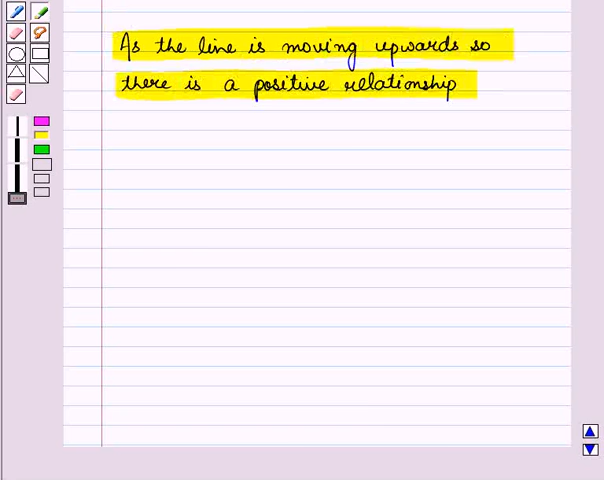 As the line is moving upwards so
there is a positive relationship